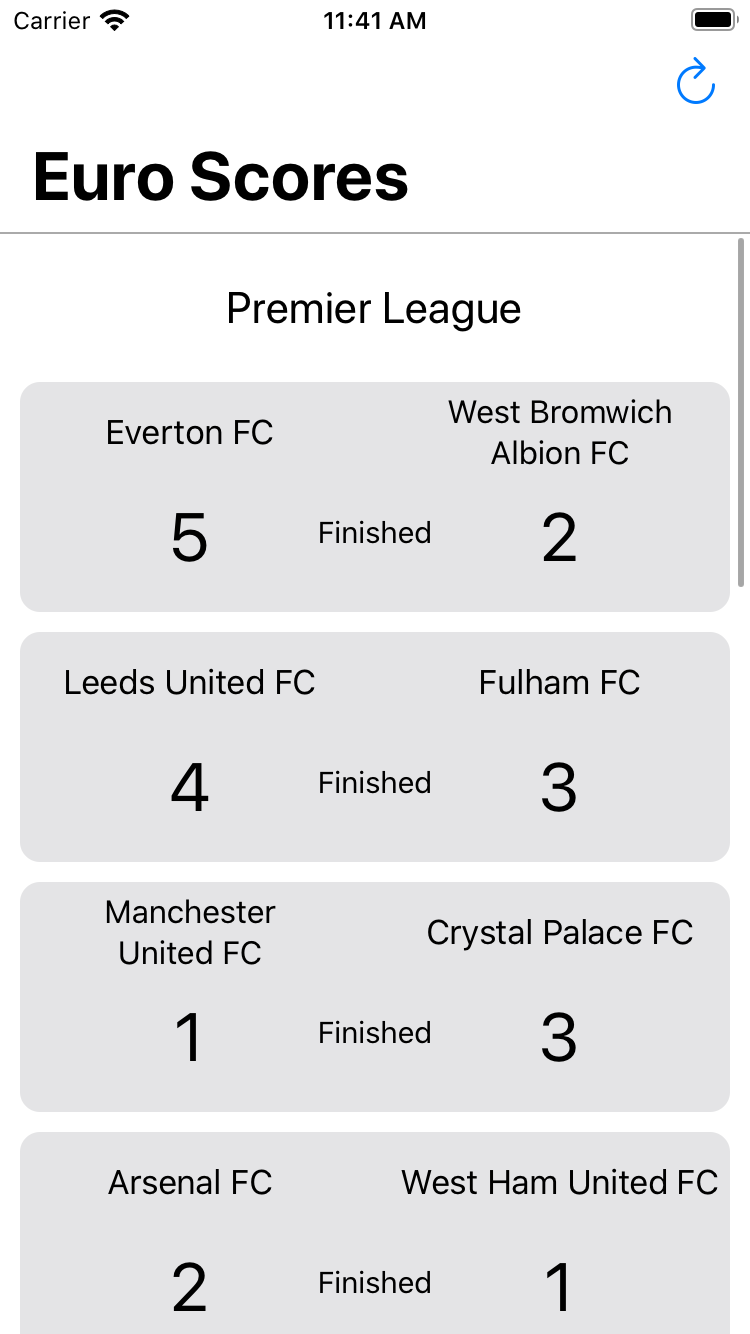 Carrier 11:41 AM
Euro Scores
Premier League
Everton FC
West Bromwich
Albion FC
5 Finished 2
Leeds United FC Fulham FC
4 Finished 3
Manchester
United FC
Crystal Palace FC
1 Finished 3
Arsenal FC West Ham United FC
2 Finished 1